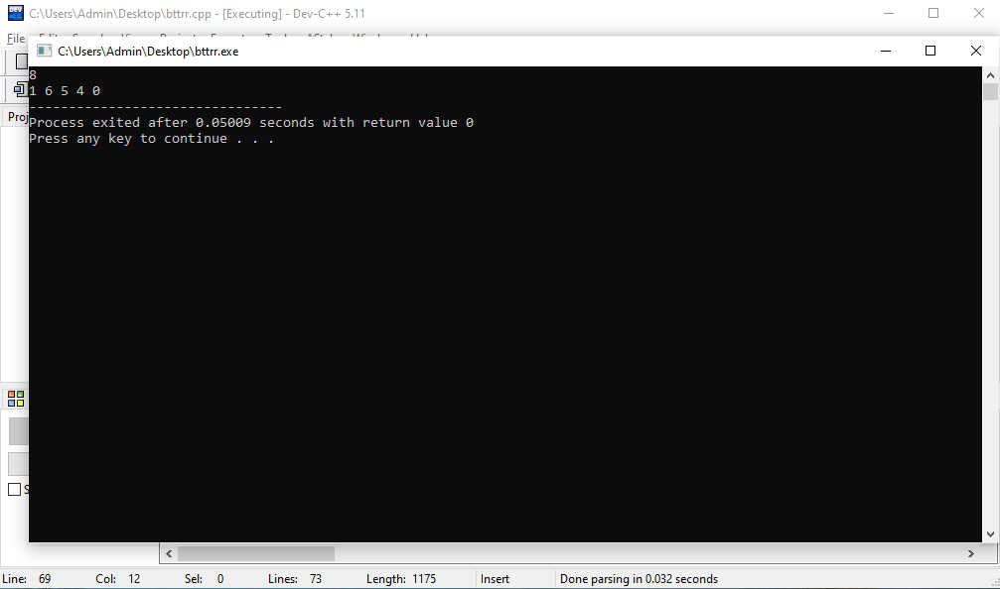 C:\Users\Admin\Desktop\bttrr.cpp - [Executing] - Dev-C++ 5.11
File
C:\Users\Admin\Desktop\bttrr.exe
8
1 6 5 4 0
--------------------------------
Process exited after 0.05009 seconds with return value 0
Press any key to continue . . .
Proj
S
Line: 69 Col: 12 Sel: 0 Lines: 73 Length: 1175 Insert Done parsing in 0.032 seconds